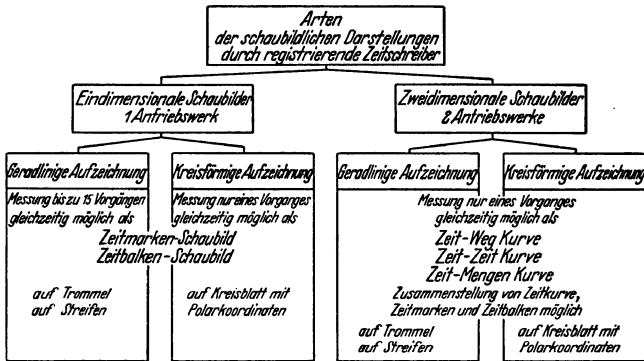 Arten
der schaubildlichen Darstellungen
durch registrierende Zeitschreiber
Eindimensionale Schaubilder
1 Antriebswerk
Zweidimensionale Schaubilder
2 Antriebswerke
Geradlinige Aufzeichnung
Kreisförmige Aufzeichnung
Geradlinige Aufzeichnung
Kreisförmige Aufzeichnung
Messung bis zu 15 Vorgängen
gleichzeitig möglich als
Messung nur eines Vorganges
gleichzeitig möglich als
Zeitmarken-Schaubild
Zeitbalken-Schaubild
auf Trommel
auf Streifen
auf Kreisblatt mit
Polarkoordinaten
Messung nur eines Vorganges
gleichzeitig möglich als
Zeit-Weg Kurve
Zeit-Zeit Kurve
Zeit-Mengen Kurve
Zusammenstellung von Zeitkurve,
Zeitmarken und Zeitbalken möglich
auf Trommel
auf Streifen
auf Kreisblatt mit
Polarkoordinaten